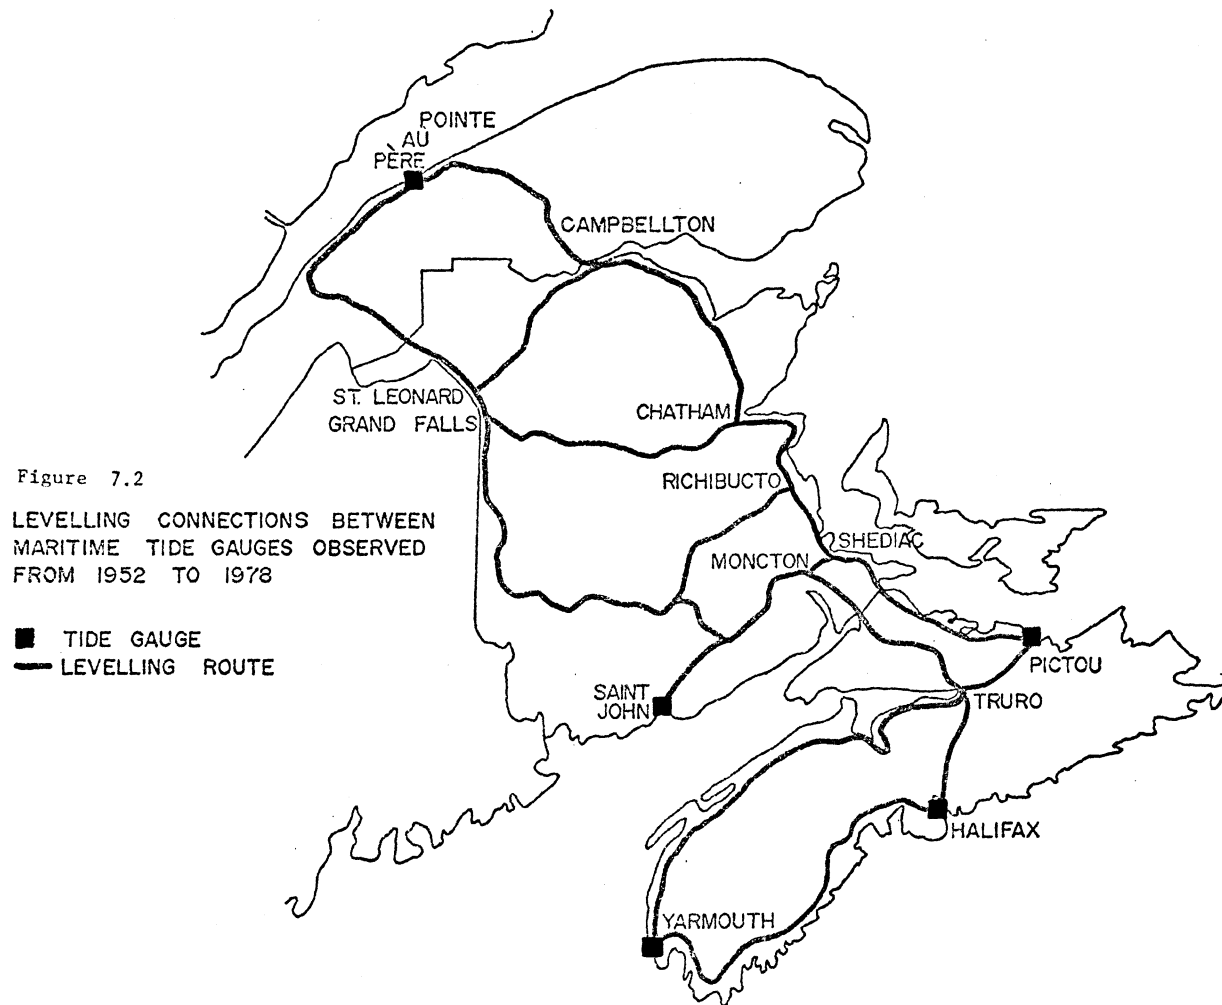 POINTE
AU
PÈRE
CAMPBELLTON
ST. LEONARD
GRAND FALLS
CHATHAM
RICHIBUCTO
SHEDIAC
MONCTON
Figure 7.2
LEVELLING CONNECTIONS BETWEEN
MARITIME TIDE GAUGES OBSERVED
FROM 1952 TO 1978
TIDE GAUGE
LEVELLING ROUTE
PICTOU
SAINT
JOHN
TRURO
HALIFAX
YARMOUTH